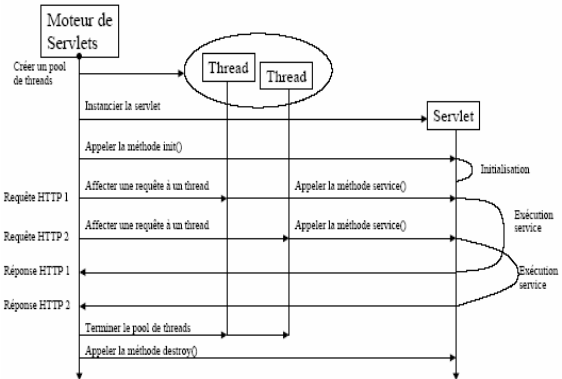 Moteur de
Servlets
Créer un pool
de threads
Thread
Thread
Instancier la servlet
Servlet
Appeler la méthode init()
Initialisation
Requête HTTP 1
Affecter une requête à un thread
Appeler la méthode service()
Exécution
service
Requête HTTP 2
Affecter une requête à un thread
Appeler la méthode service()
Réponse HTTP 1
Exécution
service
Réponse HTTP 2
Terminer le pool de threads
Appeler la méthode destroy()